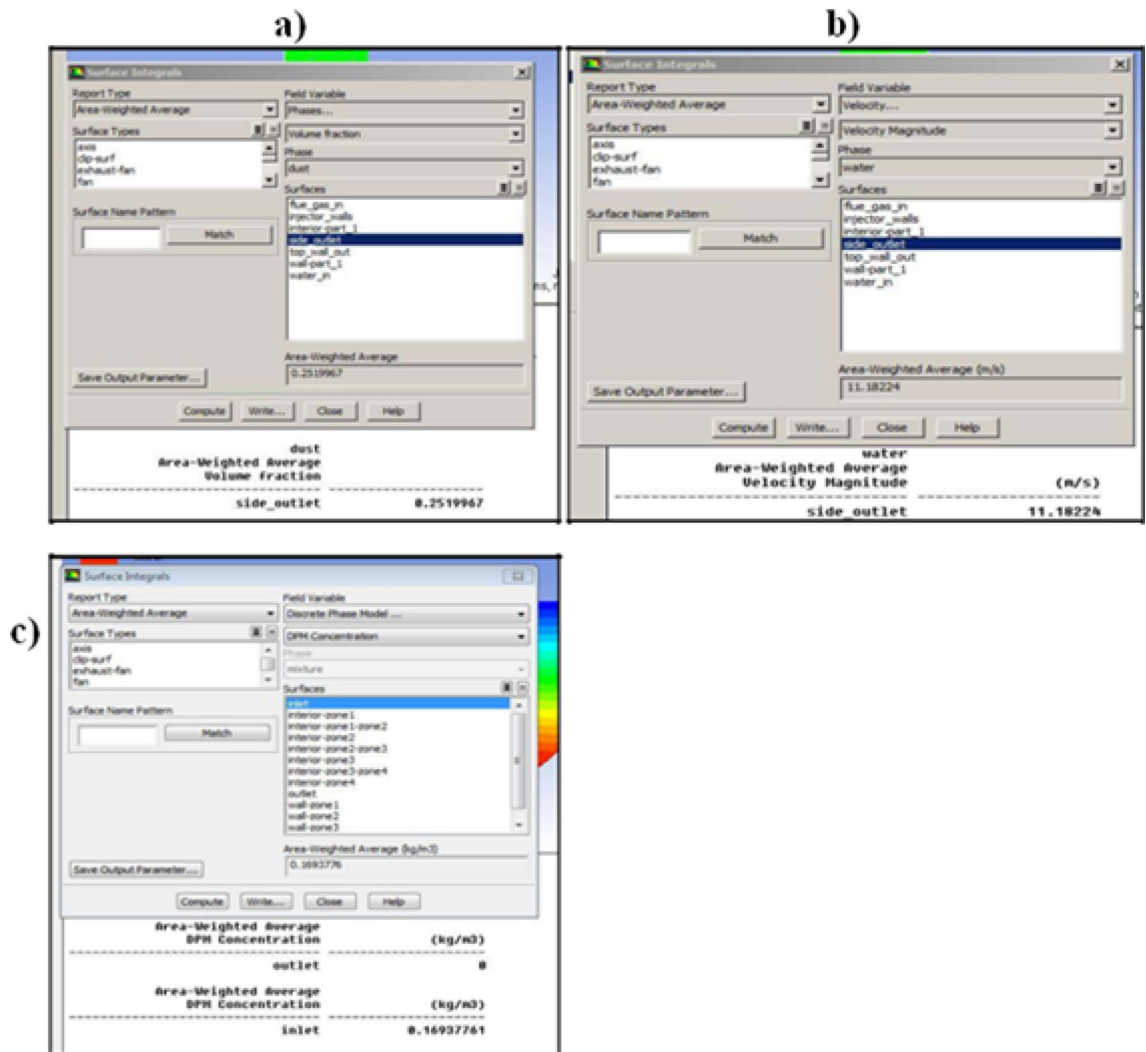 a)
Surface Integrals
Report Type
Area-Weighted Average
Field Variable
Phases...
Volume fraction
Surface Types
axis
clip-surf
exhaust-fan
fan
Phase
dust
Surfaces
flue_gas_in
injector_walls
interior-part_1
side_outlet
top_wall_out
wall-part_1
water_in
Surface Name Pattern
Match
Area-Weighted Average
0.2519967
Save Output Parameter...
Compute Write... Close Help
dust
Area-Weighted Average
Volume fraction
side_outlet 0.2519967
b)
Surface Integrals
Report Type
Area-Weighted Average
Field Variable
Velocity...
Velocity Magnitude
Surface Types
axis
clip-surf
exhaust-fan
fan
Phase
water
Surfaces
flue_gas_in
injector_walls
interior-part_1
side_outlet
top_wall_out
wall-part_1
water_in
Surface Name Pattern
Match
Area-Weighted Average (m/s)
11.18224
Save Output Parameter...
Compute Write... Close Help
water
Area-Weighted Average
Velocity Magnitude (m/s)
side_outlet 11.18224
c)
Surface Integrals
Report Type
Area-Weighted Average
Field Variable
Discrete Phase Model ...
DPM Concentration
Surface Types
axis
clip-surf
exhaust-fan
fan
Phase
mixture
Surfaces
inlet
interior-zone1
interior-zone1-zone2
interior-zone2
interior-zone2-zone3
interior-zone3
interior-zone3-zone4
interior-zone4
outlet
wall-zone1
wall-zone2
wall-zone3
Surface Name Pattern
Match
Area-Weighted Average (kg/m3)
0.1693776
Save Output Parameter...
Compute Write... Close Help
Area-Weighted Average
DPM Concentration (kg/m3)
outlet 0
Area-Weighted Average
DPM Concentration (kg/m3)
inlet 0.16937761